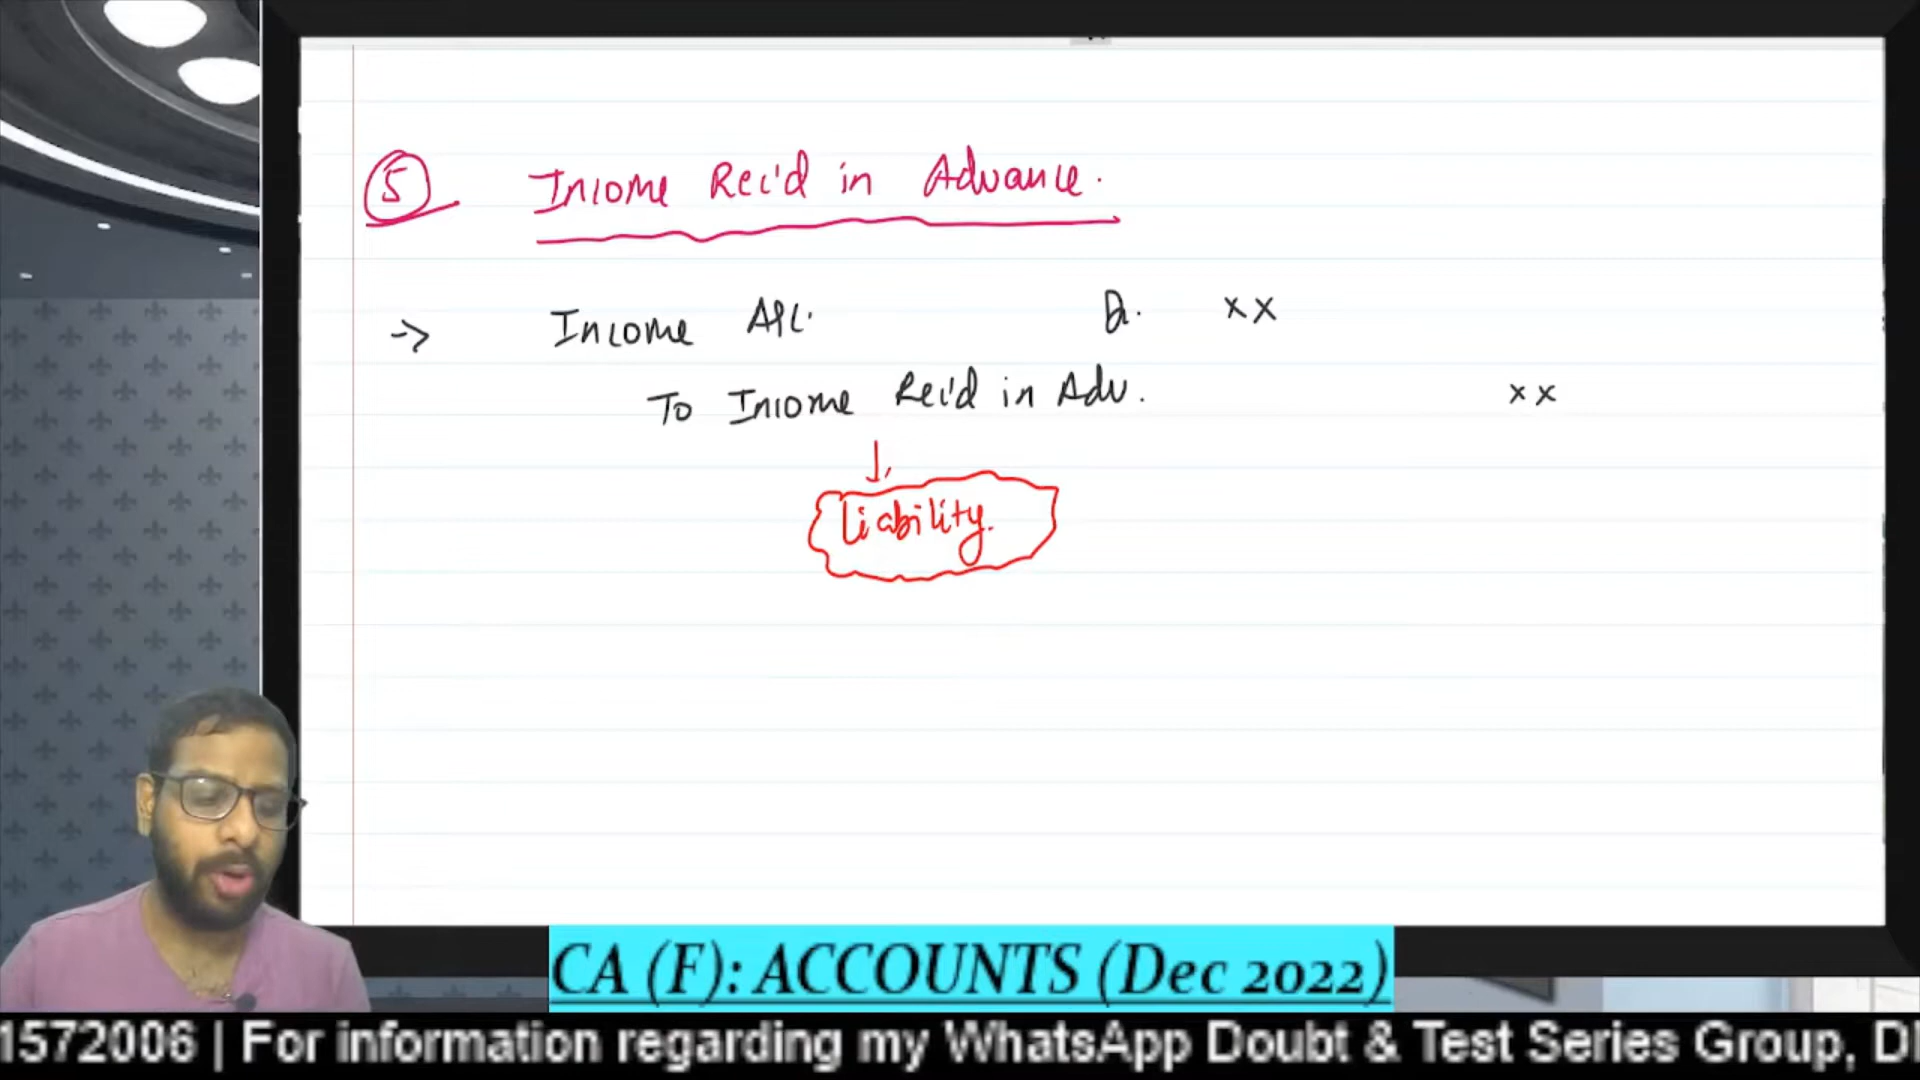 5 Income Rec'd in Advance.
→ Income A/c. Dr. xx
To Income Rec'd in Adv. xx
↓
liability.
CA (F): ACCOUNTS (Dec 2022)
1572006 | For information regarding my WhatsApp Doubt & Test Series Group, D